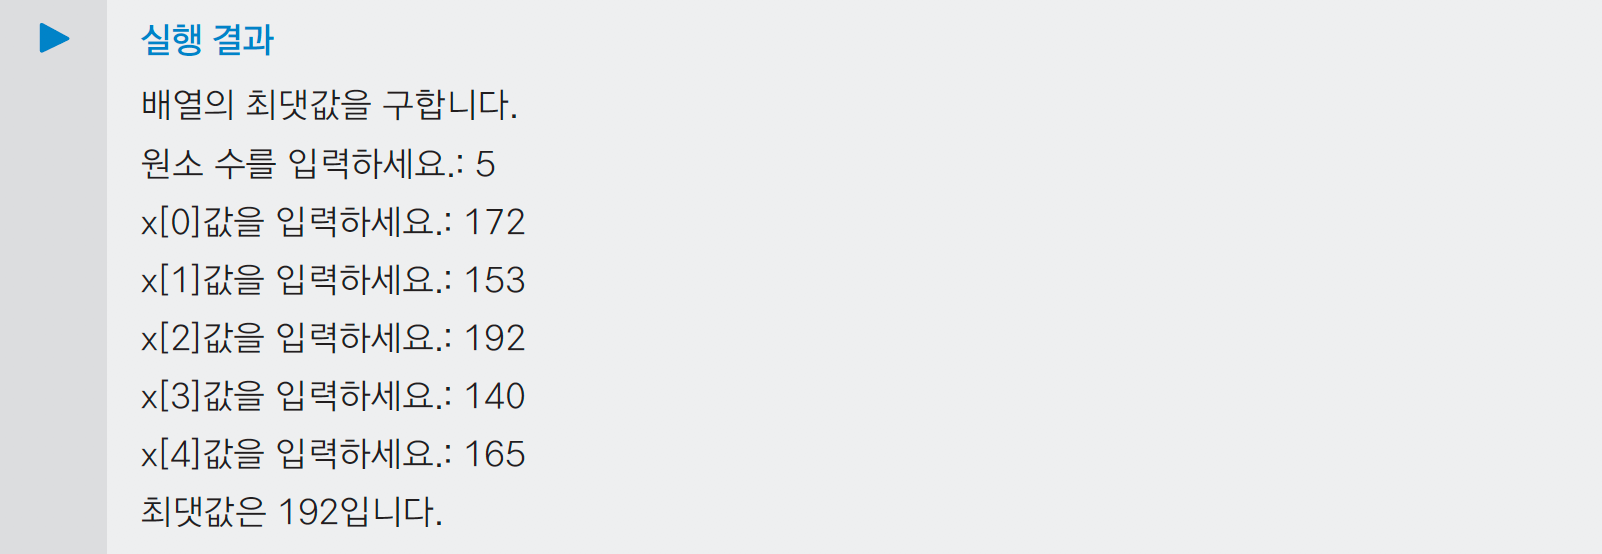 실행 결과
배열의 최댓값을 구합니다.
원소 수를 입력하세요.: 5
x[0]값을 입력하세요.: 172
x[1]값을 입력하세요.: 153
x[2]값을 입력하세요.: 192
x[3]값을 입력하세요.: 140
x[4]값을 입력하세요.: 165
최댓값은 192입니다.